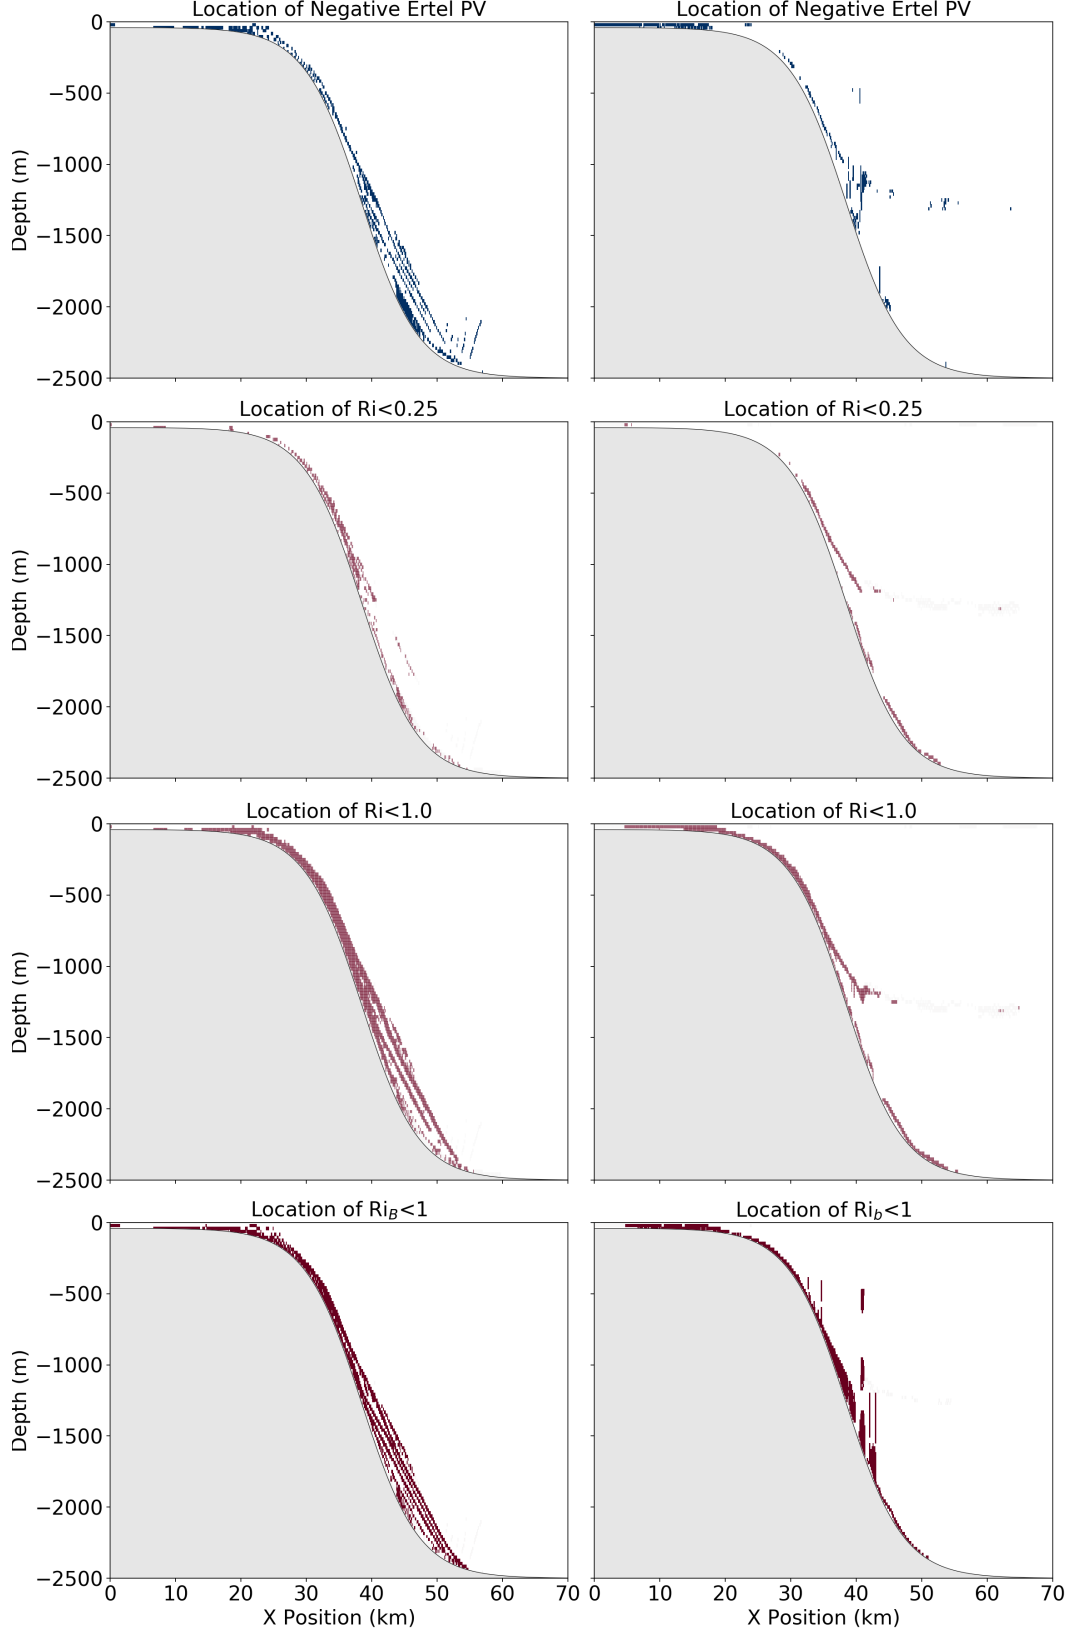 Location of Negative Ertel PV
Location of Negative Ertel PV
0
−500
−1000
−1500
−2000
−2500
Depth (m)
Location of Ri<0.25
Location of Ri<0.25
0
−500
−1000
−1500
−2000
−2500
Depth (m)
Location of Ri<1.0
Location of Ri<1.0
0
−500
−1000
−1500
−2000
−2500
Depth (m)
Location of Ri_B<1
Location of Ri_b<1
0
−500
−1000
−1500
−2000
−2500
Depth (m)
0 10 20 30 40 50 60 70
0 10 20 30 40 50 60 70
X Position (km)
X Position (km)